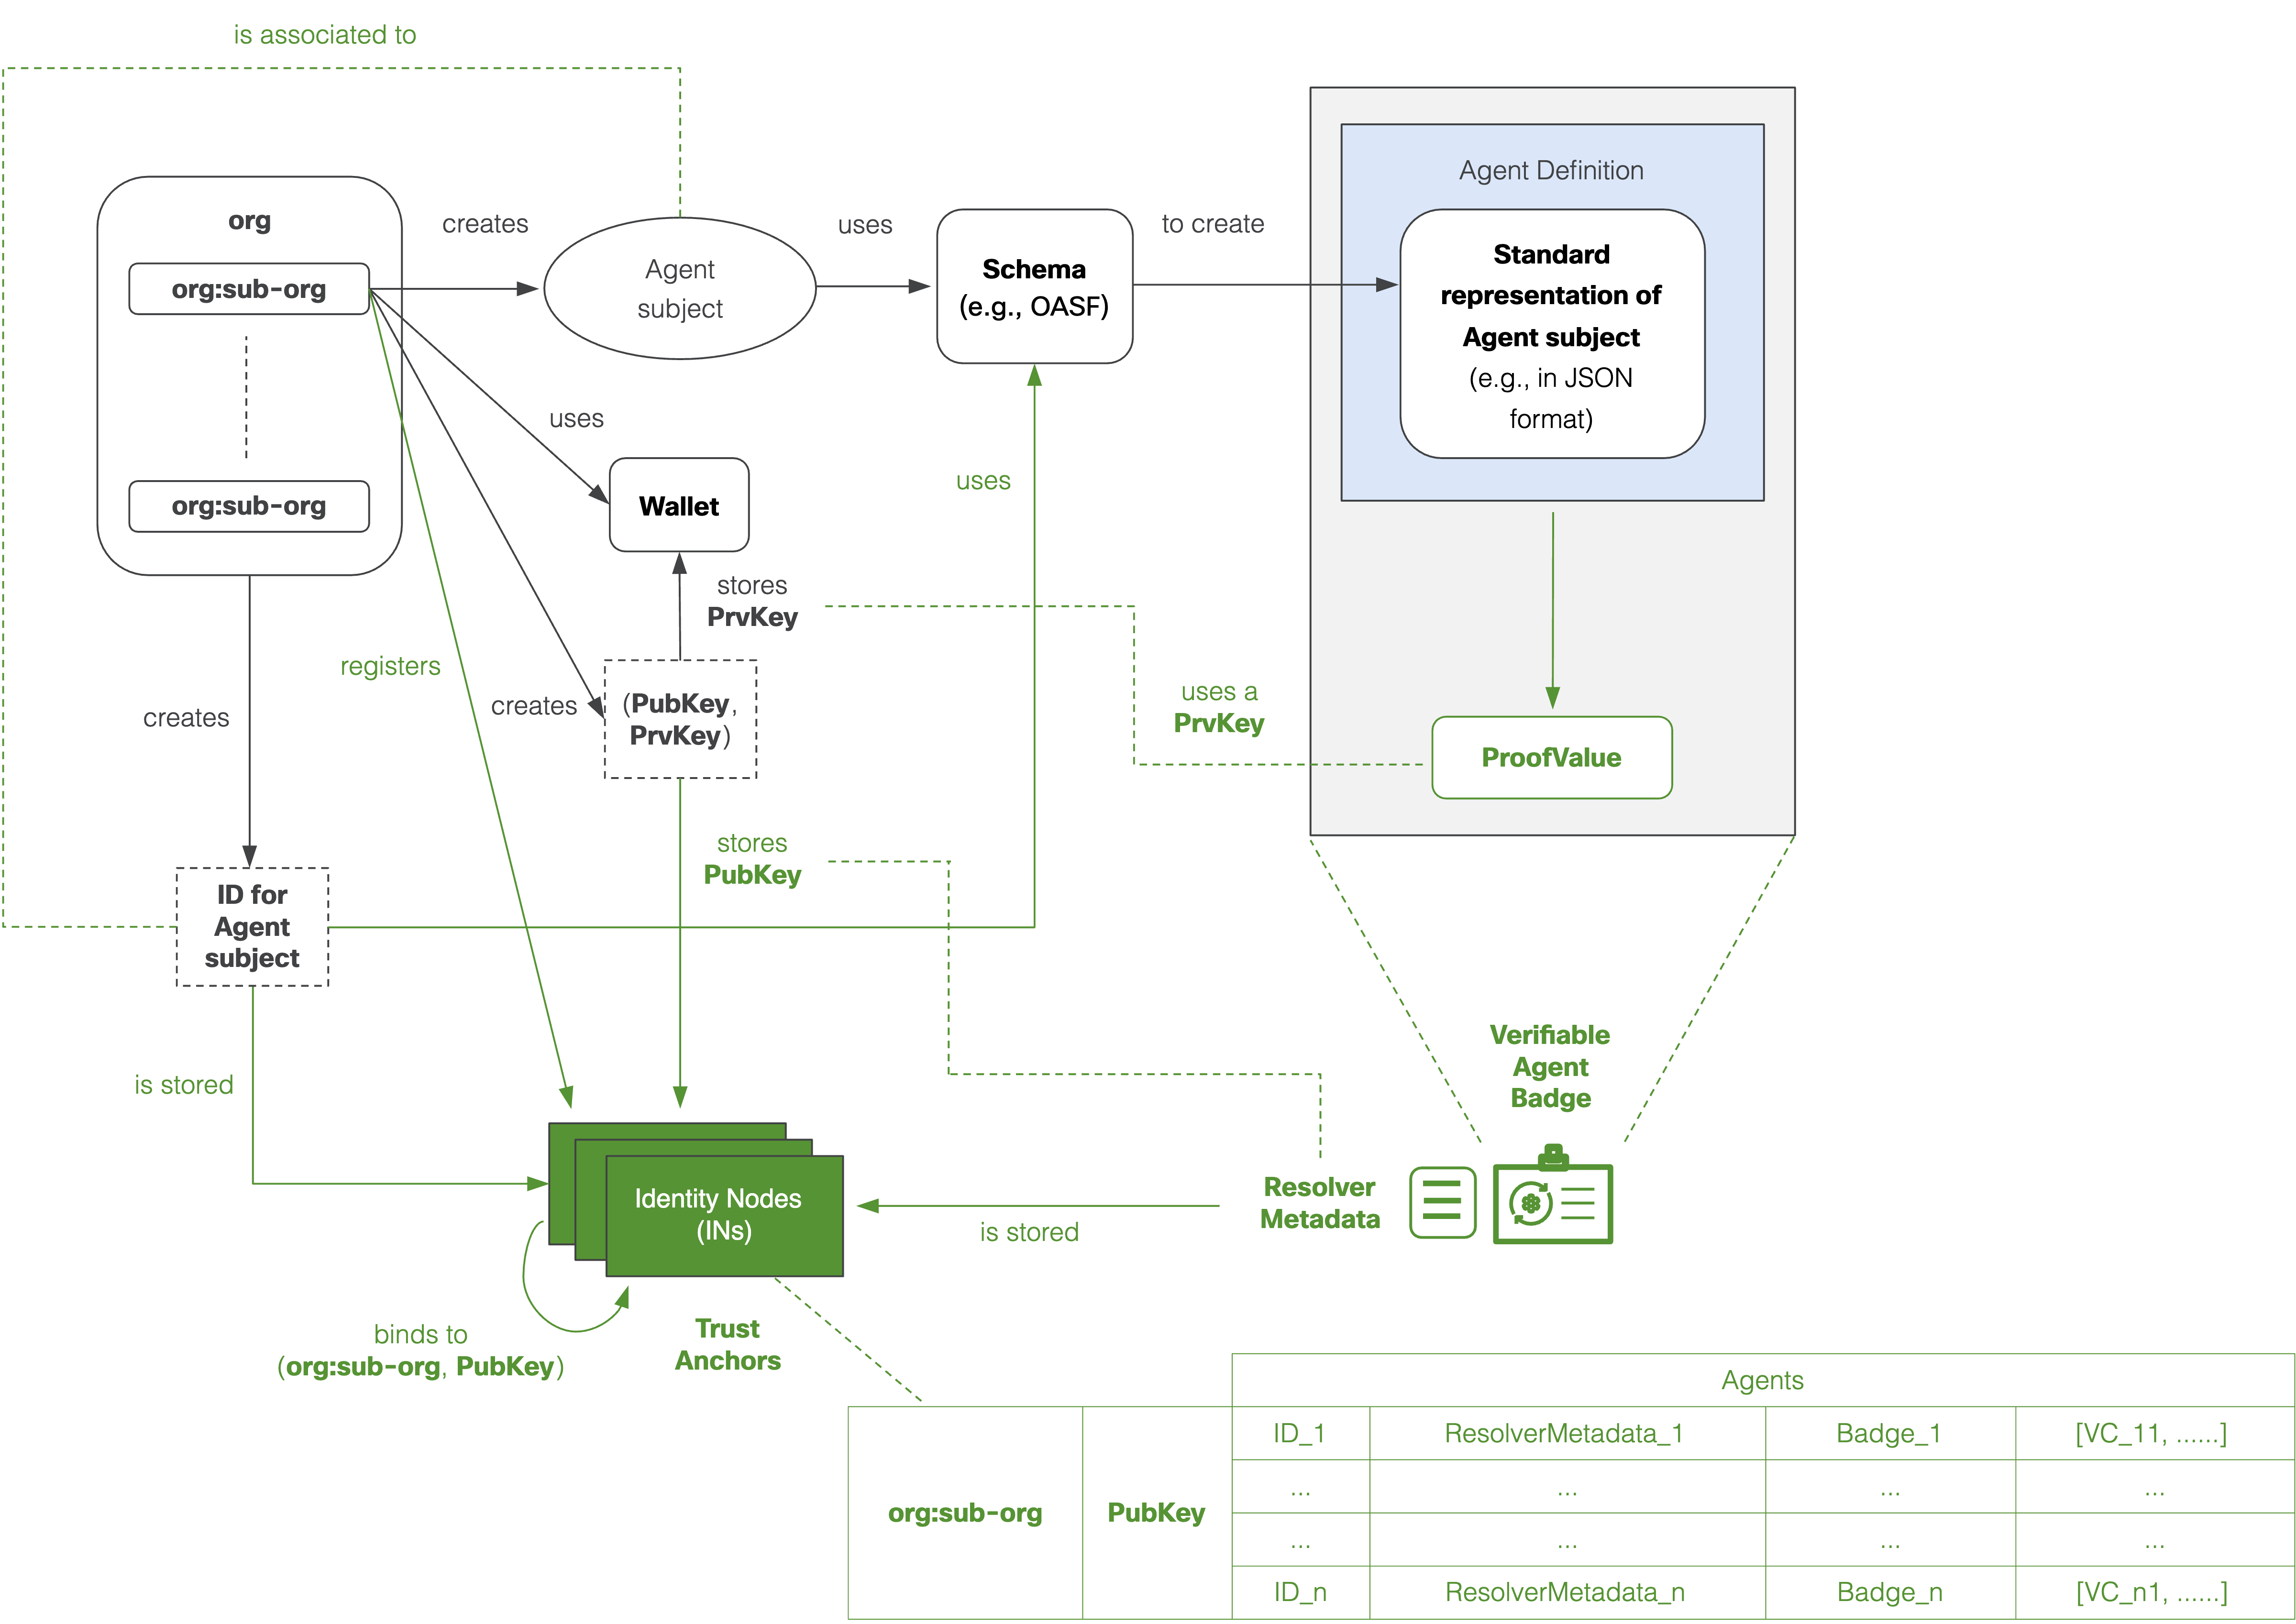 is associated to
org
org:sub-org
org:sub-org
creates
Agent
subject
uses
Schema
(e.g., OASF)
to create
Agent Definition
Standard
representation of
Agent subject
(e.g., in JSON
format)
uses
Wallet
uses
stores
PrvKey
registers
creates
(PubKey,
PrvKey)
uses a
PrvKey
ProofValue
creates
stores
PubKey
ID for
Agent
subject
is stored
Verifiable
Agent
Badge
Identity Nodes
(INs)
is stored
Resolver
Metadata
binds to
(org:sub-org, PubKey)
Trust
Anchors
Agents
org:sub-org
PubKey
ID_1 ResolverMetadata_1 Badge_1 [VC_11, ......]
... ... ... ...
... ... ... ...
ID_n ResolverMetadata_n Badge_n [VC_n1, ......]